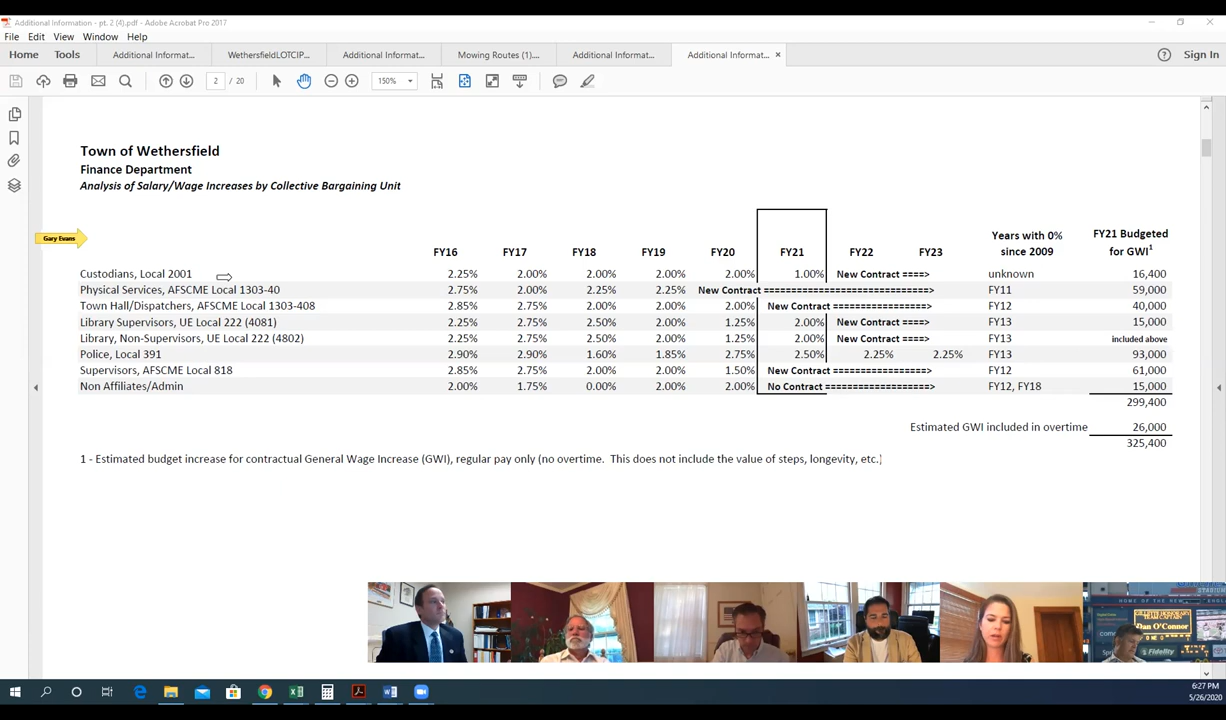 Additional Information - pt. 2 (4).pdf - Adobe Acrobat Pro 2017
File Edit View Window Help
Home Tools Additional Informat... WethersfieldLOTCIP... Additional Informat... Mowing Routes (1).... Additional Informat... Additional Informat... × ? Sign In
2 / 20 150%
Town of Wethersfield
Finance Department
Analysis of Salary/Wage Increases by Collective Bargaining Unit
Gary Evans
FY16 FY17 FY18 FY19 FY20 FY21 FY22 FY23 Years with 0% since 2009 FY21 Budgeted for GWI1
Custodians, Local 2001 2.25% 2.00% 2.00% 2.00% 2.00% 1.00% New Contract ====> unknown 16,400
Physical Services, AFSCME Local 1303-40 2.75% 2.00% 2.25% 2.25% New Contract ==============================> FY11 59,000
Town Hall/Dispatchers, AFSCME Local 1303-408 2.85% 2.75% 2.00% 2.00% 2.00% New Contract ===================> FY12 40,000
Library Supervisors, UE Local 222 (4081) 2.25% 2.75% 2.50% 2.00% 1.25% 2.00% New Contract ====> FY13 15,000
Library, Non-Supervisors, UE Local 222 (4802) 2.25% 2.75% 2.50% 2.00% 1.25% 2.00% New Contract ====> FY13 included above
Police, Local 391 2.90% 2.90% 1.60% 1.85% 2.75% 2.50% 2.25% 2.25% FY13 93,000
Supervisors, AFSCME Local 818 2.85% 2.75% 2.00% 2.00% 1.50% New Contract ===================> FY12 61,000
Non Affiliates/Admin 2.00% 1.75% 0.00% 2.00% 2.00% No Contract ====================> FY12, FY18 15,000
299,400
Estimated GWI included in overtime 26,000
325,400
1 - Estimated budget increase for contractual General Wage Increase (GWI), regular pay only (no overtime. This does not include the value of steps, longevity, etc.)
STADIUM
HOME OF THE NEW
TEAM CAPTAIN
Dan O'Connor
Fidelity
6:27 PM
5/26/2020